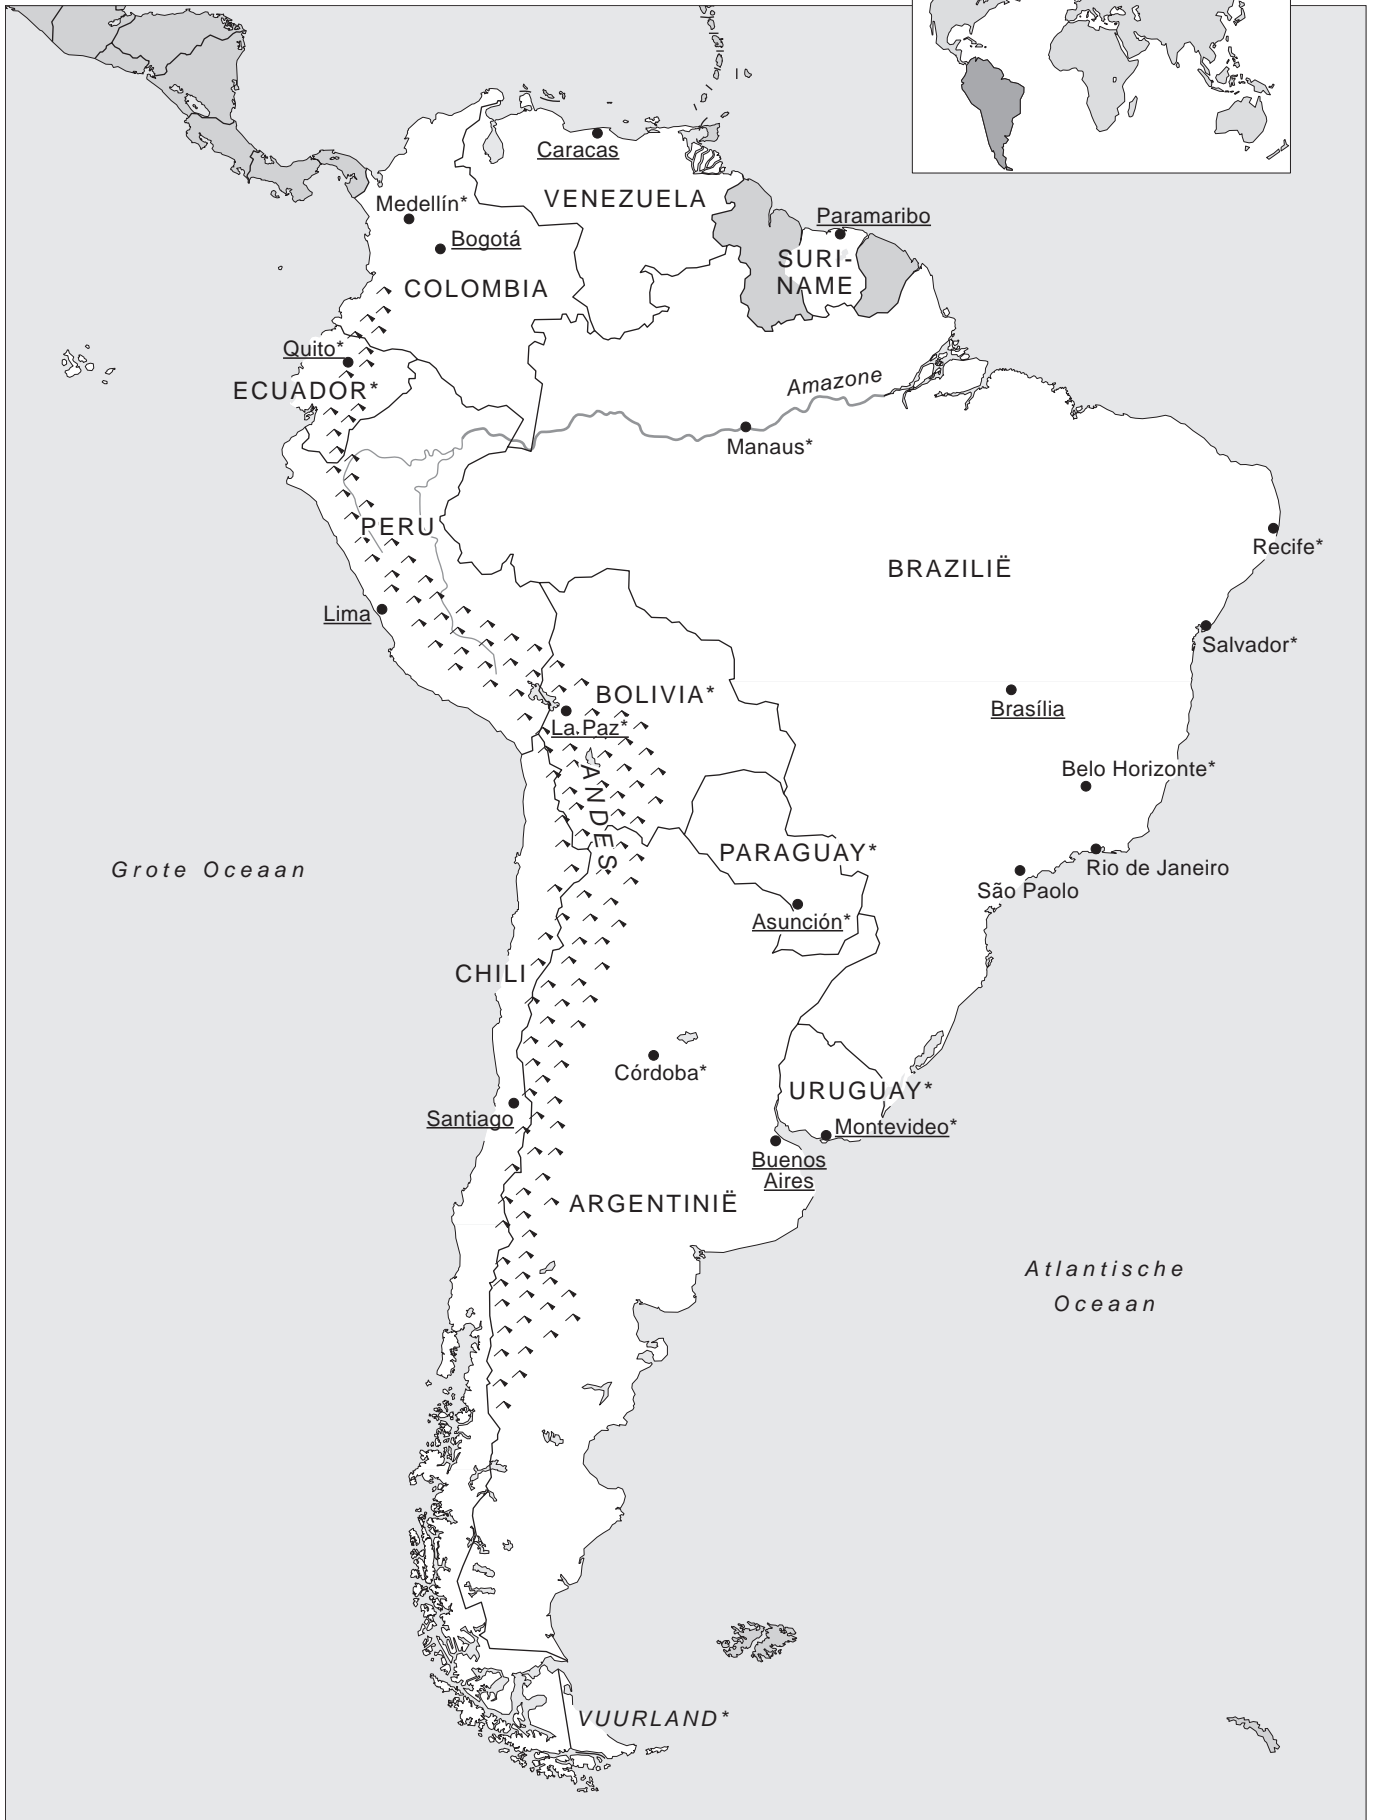 Caracas
VENEZUELA
Medellín*
Paramaribo
Bogotá
SURI-
NAME
COLOMBIA
Quito*
ECUADOR*
Amazone
Manaus*
PERU
Recife*
BRAZILIË
Lima
Salvador*
BOLIVIA*
Brasília
La Paz*
ANDES
Belo Horizonte*
PARAGUAY*
Grote Oceaan
Rio de Janeiro
São Paolo
Asunción*
CHILI
Córdoba*
URUGUAY*
Santiago
Montevideo*
Buenos
Aires
ARGENTINIË
Atlantische
Oceaan
VUURLAND*